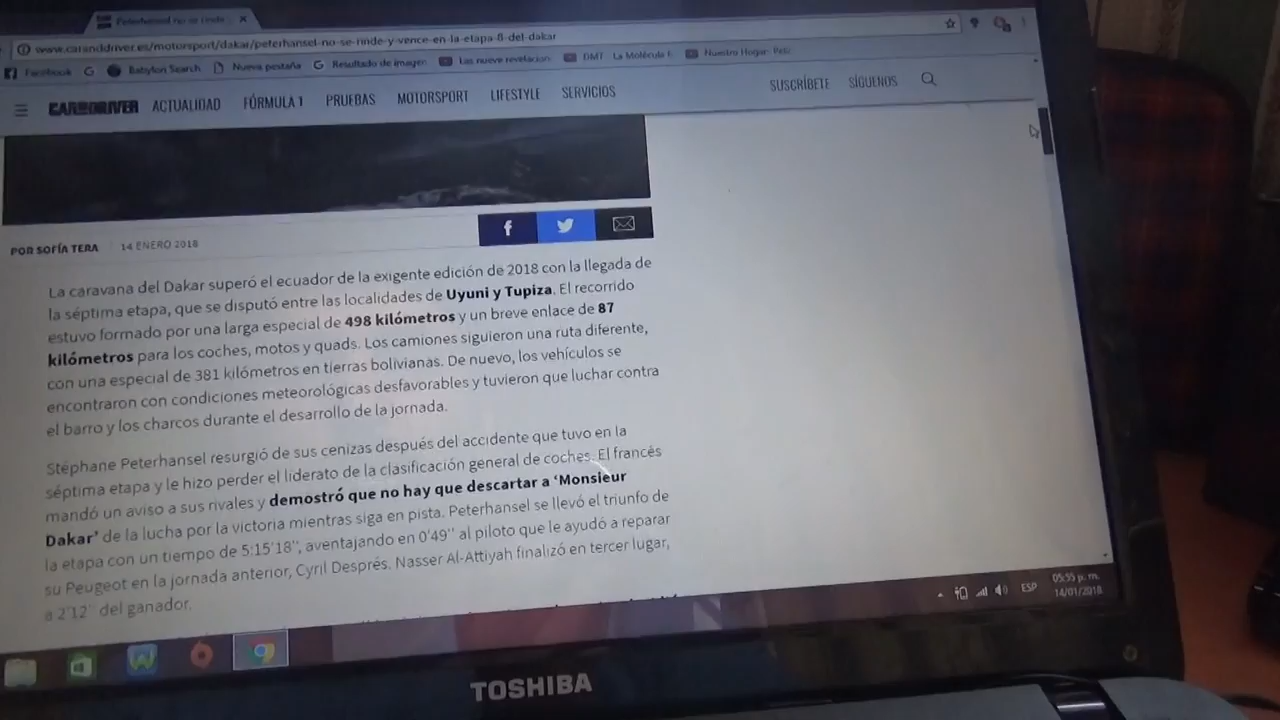 Peterhansel no se rinde
www.caranddriver.es/motorsport/dakar/peterhansel-no-se-rinde-y-vence-en-la-etapa-8-del-dakar
Facebook Babylon Search Nueva pestaña Resultado de imagen Las nueve revelacion DMT La Molécula Nuestro Hogar- Pelíc
CAR AND DRIVER ACTUALIDAD FÓRMULA 1 PRUEBAS MOTORSPORT LIFESTYLE SERVICIOS SUSCRÍBETE SÍGUENOS
POR SOFÍA TERA 14 ENERO 2018
La caravana del Dakar superó el ecuador de la exigente edición de 2018 con la llegada de
la séptima etapa, que se disputó entre las localidades de Uyuni y Tupiza. El recorrido
estuvo formado por una larga especial de 498 kilómetros y un breve enlace de 87
kilómetros para los coches, motos y quads. Los camiones siguieron una ruta diferente,
con una especial de 381 kilómetros en tierras bolivianas. De nuevo, los vehículos se
encontraron con condiciones meteorológicas desfavorables y tuvieron que luchar contra
el barro y los charcos durante el desarrollo de la jornada.
Stéphane Peterhansel resurgió de sus cenizas después del accidente que tuvo en la
séptima etapa y le hizo perder el liderato de la clasificación general de coches. El francés
mandó un aviso a sus rivales y demostró que no hay que descartar a ‘Monsieur
Dakar’ de la lucha por la victoria mientras siga en pista. Peterhansel se llevó el triunfo de
la etapa con un tiempo de 5:15'18'', aventajando en 0'49'' al piloto que le ayudó a reparar
su Peugeot en la jornada anterior, Cyril Després. Nasser Al-Attiyah finalizó en tercer lugar,
a 2'12'' del ganador.
ESP 05:55 p. m.
14/01/2018
TOSHIBA